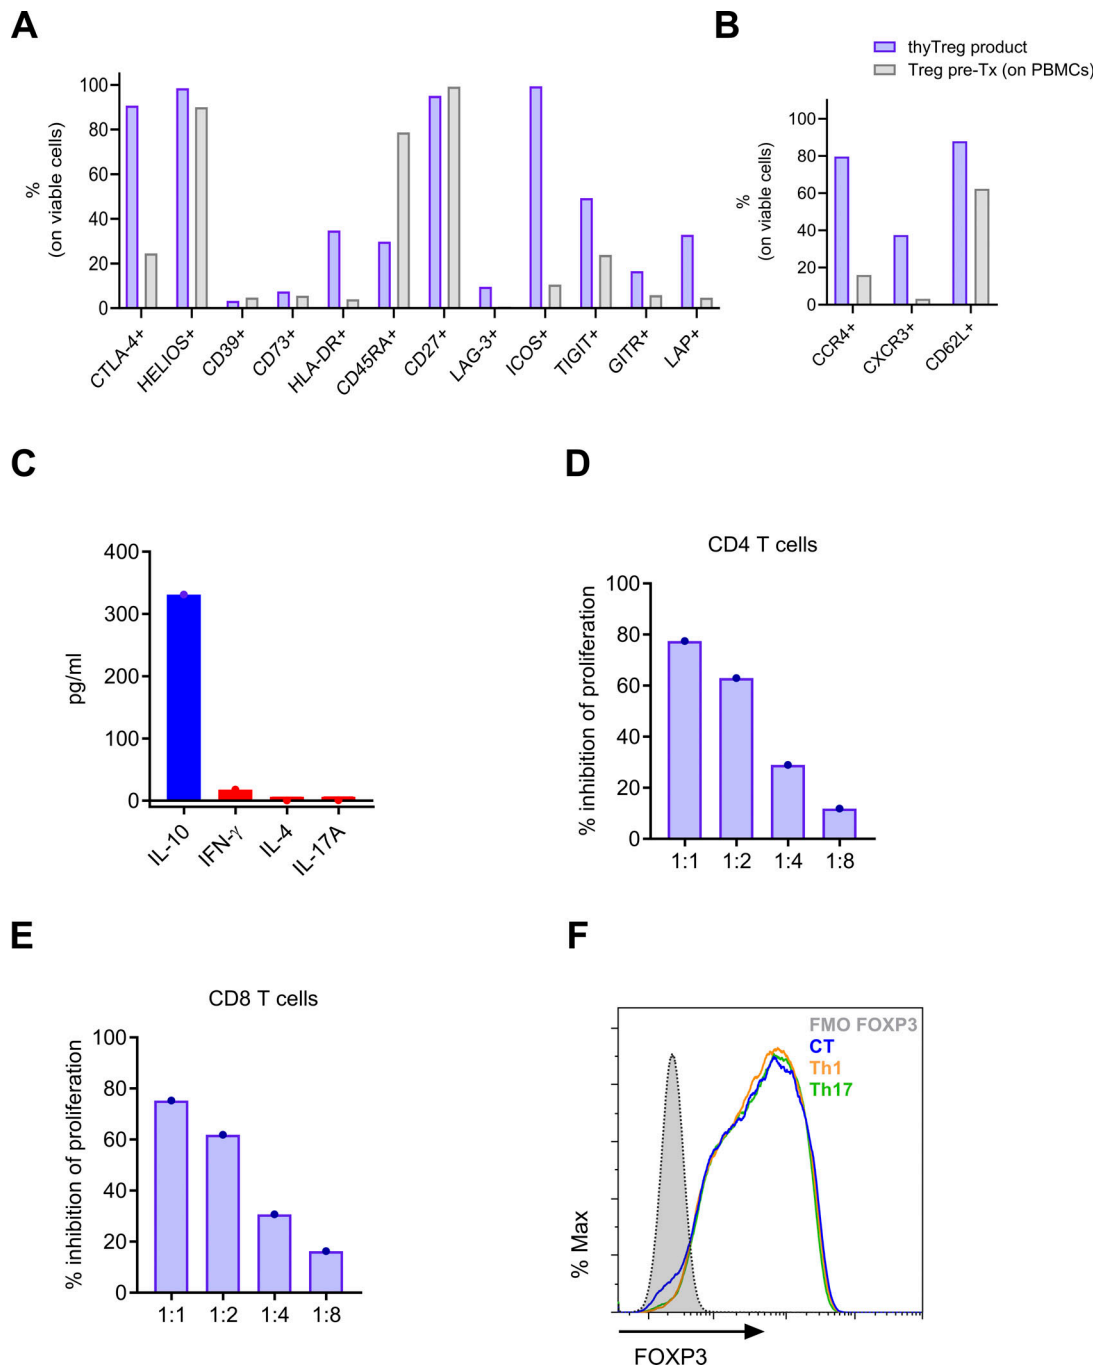 A
%
(on viable cells)
100
80
60
40
20
0
CTLA-4+
HELIOS+
CD39+
CD73+
HLA-DR+
CD45RA+
CD27+
LAG-3+
ICOS+
TIGIT+
GITR+
LAP+
B
thyTreg product
Treg pre-Tx (on PBMCs)
%
(on viable cells)
100
80
60
40
20
0
CCR4+
CXCR3+
CD62L+
C
pg/ml
400
300
200
100
0
IL-10
IFN-γ
IL-4
IL-17A
D
CD4 T cells
% inhibition of proliferation
100
80
60
40
20
0
1:1
1:2
1:4
1:8
E
CD8 T cells
% inhibition of proliferation
100
80
60
40
20
0
1:1
1:2
1:4
1:8
F
FMO FOXP3
CT
Th1
Th17
% Max
FOXP3